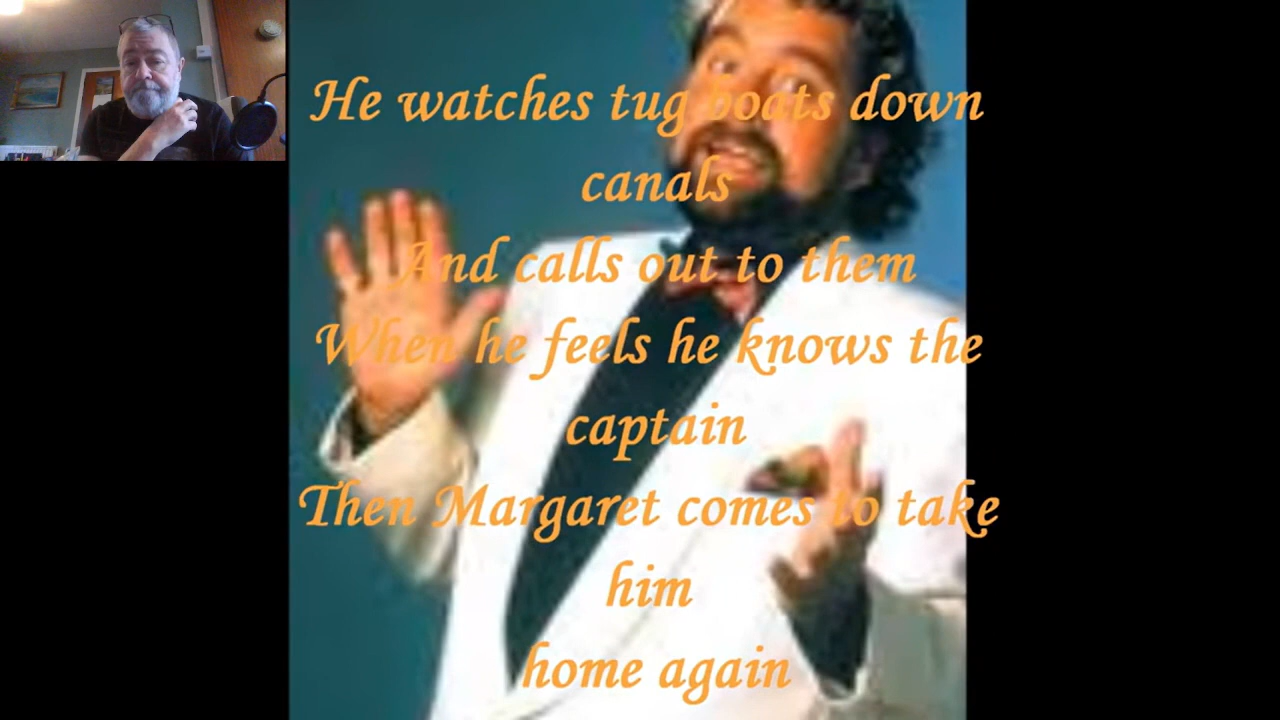 He watches tug boats down
canals
And calls out to them
When he feels he knows the
captain
Then Margaret comes to take
him
home again